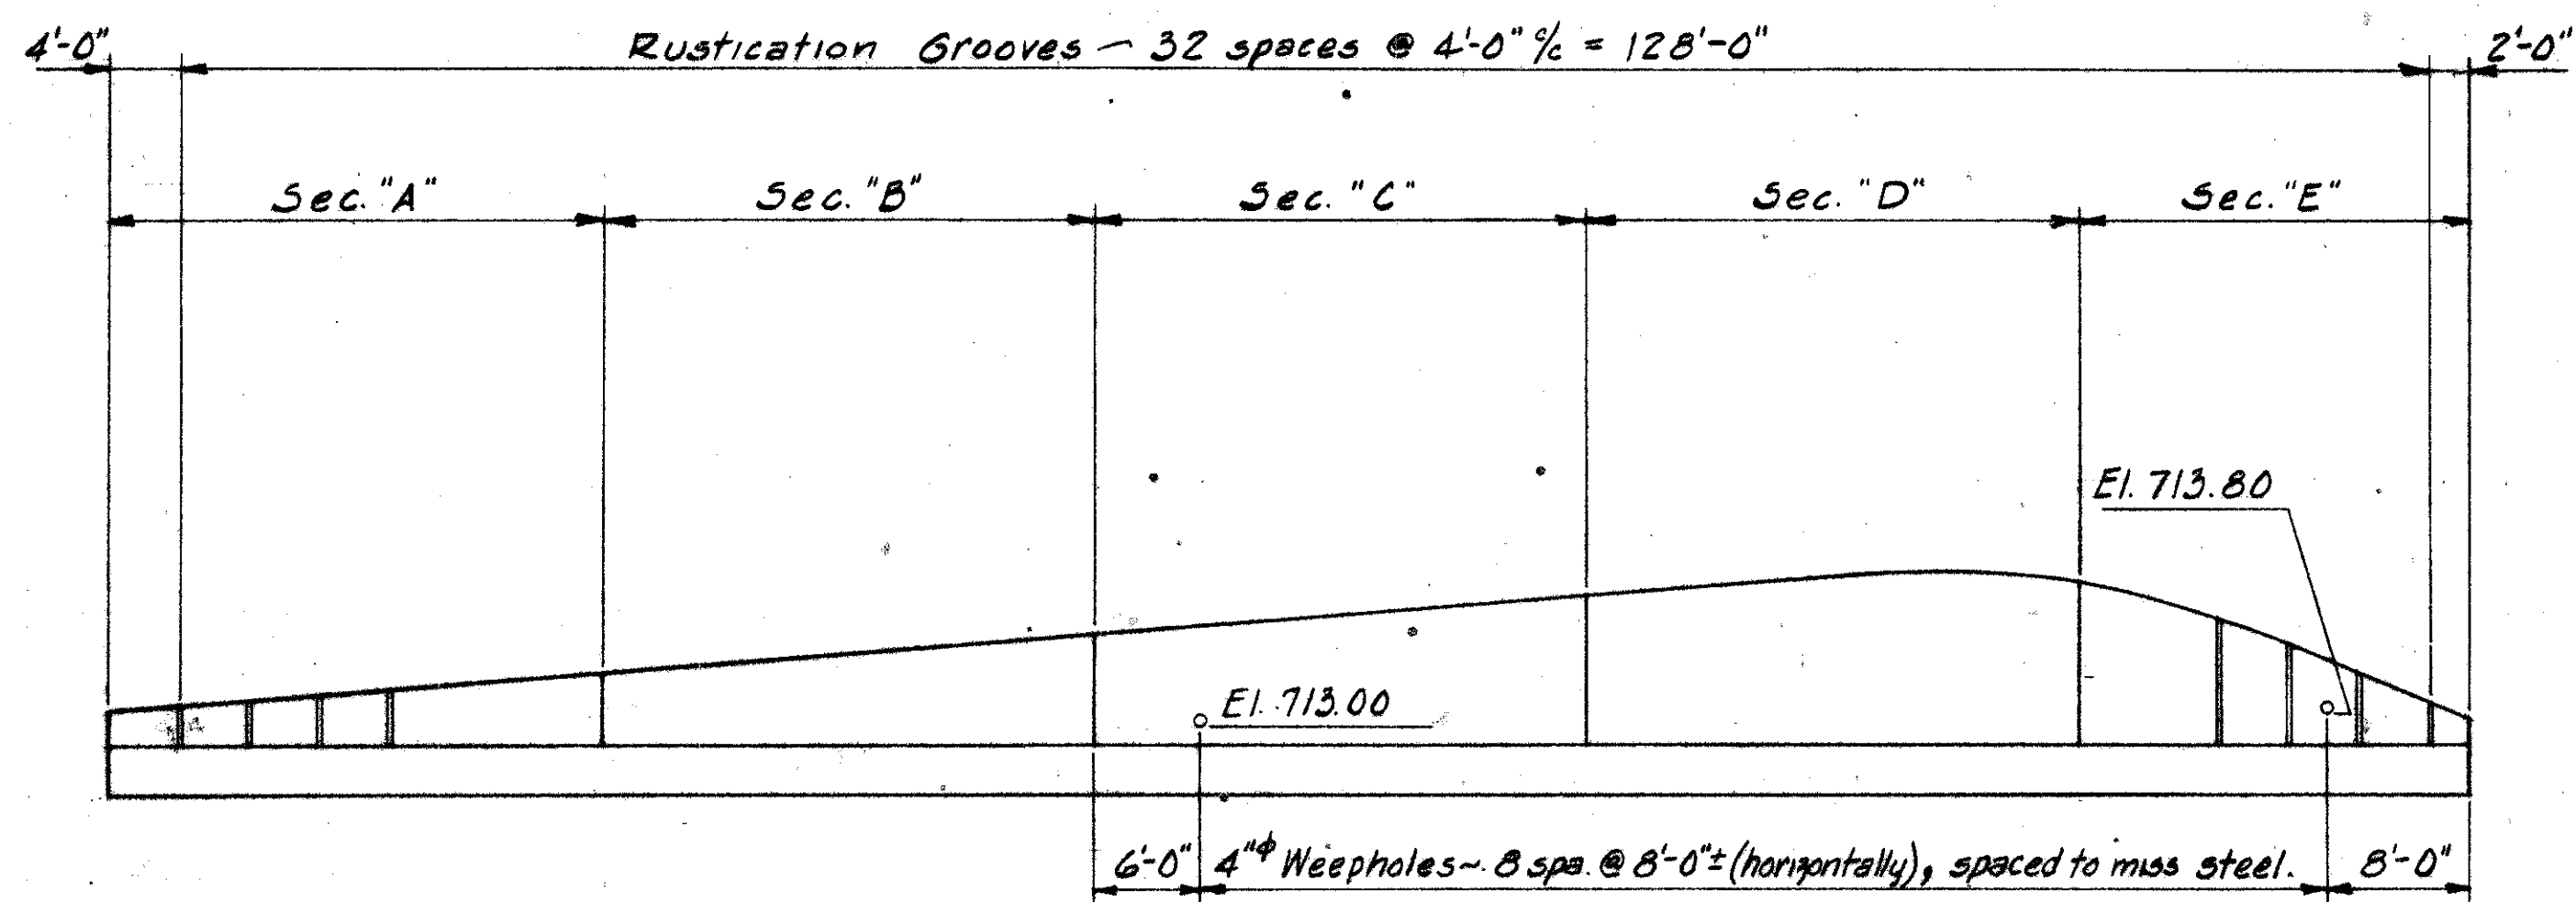 4'-0" Rustication Grooves - 32 spaces @ 4'-0" c/c = 128'-0" 2'-0"
Sec. "A" Sec. "B" Sec. "C" Sec. "D" Sec. "E"
El. 713.80
El. 713.00
6'-0" 4"ϕ Weepholes ~ 8 spa. @ 8'-0"± (horizontally), spaced to miss steel. 8'-0"